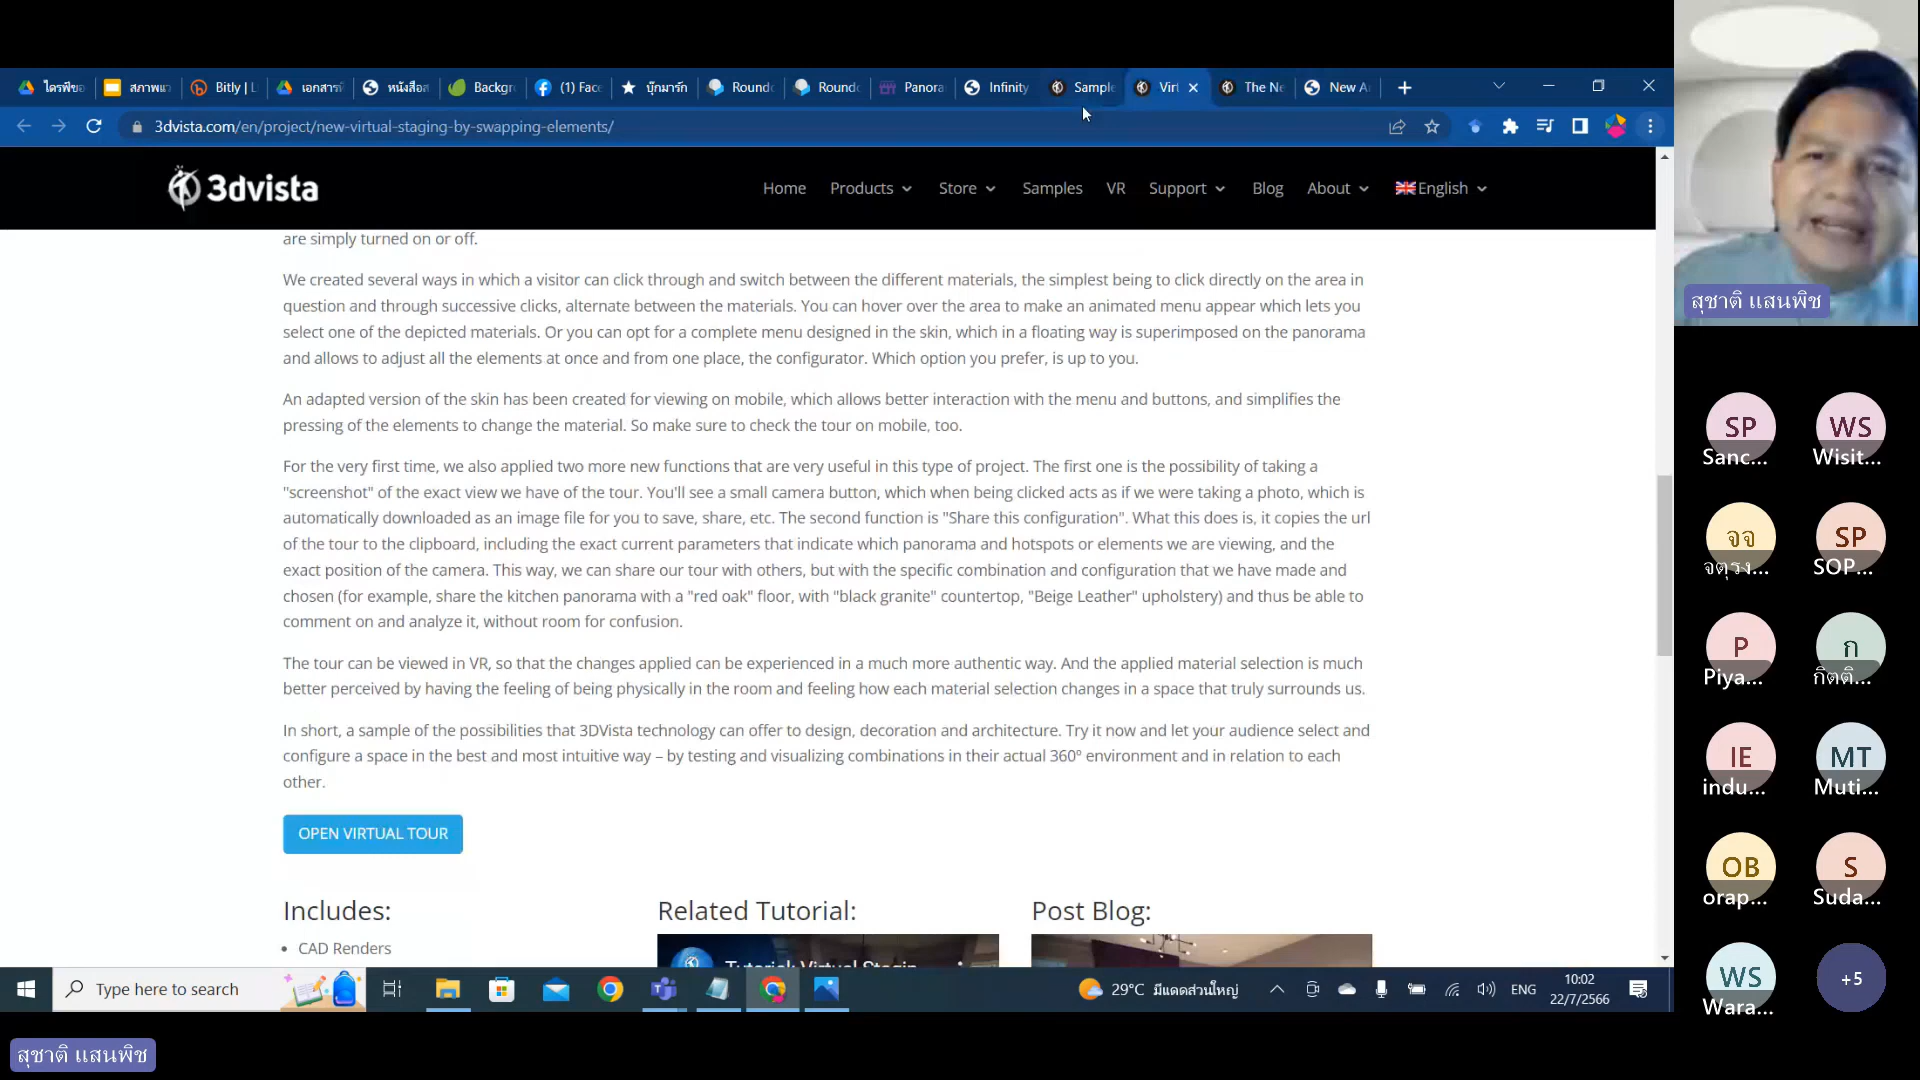 ไดรฟ์ขอ
สภาพแว
Bitly | L
เอกสารป
หนังสือส
Backgr
(1) Face
บุ๊กมาร์ก
Round
Round
Panora
Infinity
Sample
Virt
The Ne
New A
3dvista.com/en/project/new-virtual-staging-by-swapping-elements/
3dvista
Home
Products
Store
Samples
VR
Support
Blog
About
English
are simply turned on or off.
We created several ways in which a visitor can click through and switch between the different materials, the simplest being to click directly on the area in
question and through successive clicks, alternate between the materials. You can hover over the area to make an animated menu appear which lets you
select one of the depicted materials. Or you can opt for a complete menu designed in the skin, which in a floating way is superimposed on the panorama
and allows to adjust all the elements at once and from one place, the configurator. Which option you prefer, is up to you.
An adapted version of the skin has been created for viewing on mobile, which allows better interaction with the menu and buttons, and simplifies the
pressing of the elements to change the material. So make sure to check the tour on mobile, too.
For the very first time, we also applied two more new functions that are very useful in this type of project. The first one is the possibility of taking a
"screenshot" of the exact view we have of the tour. You'll see a small camera button, which when being clicked acts as if we were taking a photo, which is
automatically downloaded as an image file for you to save, share, etc. The second function is "Share this configuration". What this does is, it copies the url
of the tour to the clipboard, including the exact current parameters that indicate which panorama and hotspots or elements we are viewing, and the
exact position of the camera. This way, we can share our tour with others, but with the specific combination and configuration that we have made and
chosen (for example, share the kitchen panorama with a "red oak" floor, with "black granite" countertop, "Beige Leather" upholstery) and thus be able to
comment on and analyze it, without room for confusion.
The tour can be viewed in VR, so that the changes applied can be experienced in a much more authentic way. And the applied material selection is much
better perceived by having the feeling of being physically in the room and feeling how each material selection changes in a space that truly surrounds us.
In short, a sample of the possibilities that 3DVista technology can offer to design, decoration and architecture. Try it now and let your audience select and
configure a space in the best and most intuitive way – by testing and visualizing combinations in their actual 360º environment and in relation to each
other.
OPEN VIRTUAL TOUR
Includes:
CAD Renders
Related Tutorial:
Post Blog:
Type here to search
29°C มีแดดส่วนใหญ่
ENG
10:02
22/7/2566
สุชาติ แสนพิช
สุชาติ แสนพิช
SP
Sanc...
WS
Wisit...
จจ
จตุรง...
SP
SOP...
P
Piya...
ก
กิตติ...
IE
indu...
MT
Muti...
OB
orap...
S
Suda...
WS
Wara...
+5